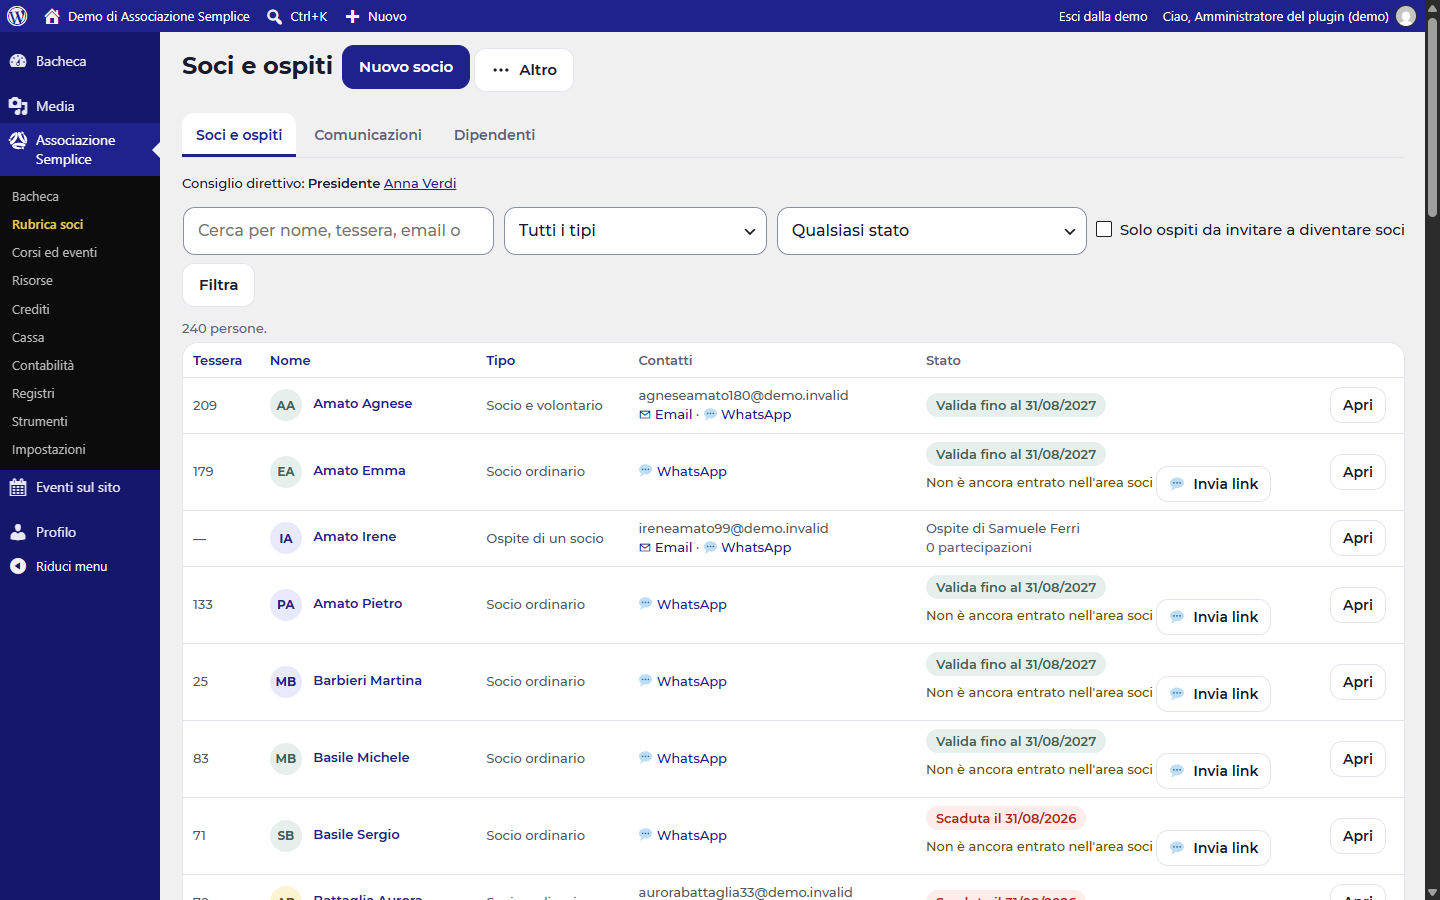 Demo di Associazione Semplice Ctrl+K Nuovo Esci dalla demo Ciao, Amministratore del plugin (demo)
Bacheca
Media
Associazione
Semplice
Bacheca
Rubrica soci
Corsi ed eventi
Risorse
Crediti
Cassa
Contabilità
Registri
Strumenti
Impostazioni
Eventi sul sito
Profilo
Riduci menu
Soci e ospiti Nuovo socio ··· Altro
Soci e ospiti Comunicazioni Dipendenti
Consiglio direttivo: Presidente Anna Verdi
Cerca per nome, tessera, email o Tutti i tipi Qualsiasi stato Solo ospiti da invitare a diventare soci
Filtra
240 persone.
Tessera Nome Tipo Contatti Stato
209 AA Amato Agnese Socio e volontario agneseamato180@demo.invalid Valida fino al 31/08/2027 Apri
Email · WhatsApp
179 EA Amato Emma Socio ordinario WhatsApp Valida fino al 31/08/2027 Apri
Non è ancora entrato nell'area soci Invia link
— IA Amato Irene Ospite di un socio ireneamato99@demo.invalid Ospite di Samuele Ferri Apri
Email · WhatsApp 0 partecipazioni
133 PA Amato Pietro Socio ordinario WhatsApp Valida fino al 31/08/2027 Apri
Non è ancora entrato nell'area soci Invia link
25 MB Barbieri Martina Socio ordinario WhatsApp Valida fino al 31/08/2027 Apri
Non è ancora entrato nell'area soci Invia link
83 MB Basile Michele Socio ordinario WhatsApp Valida fino al 31/08/2027 Apri
Non è ancora entrato nell'area soci Invia link
71 SB Basile Sergio Socio ordinario WhatsApp Scaduta il 31/08/2026 Apri
Non è ancora entrato nell'area soci Invia link
Battaglia Aurora aurorabattaglia33@demo.invalid